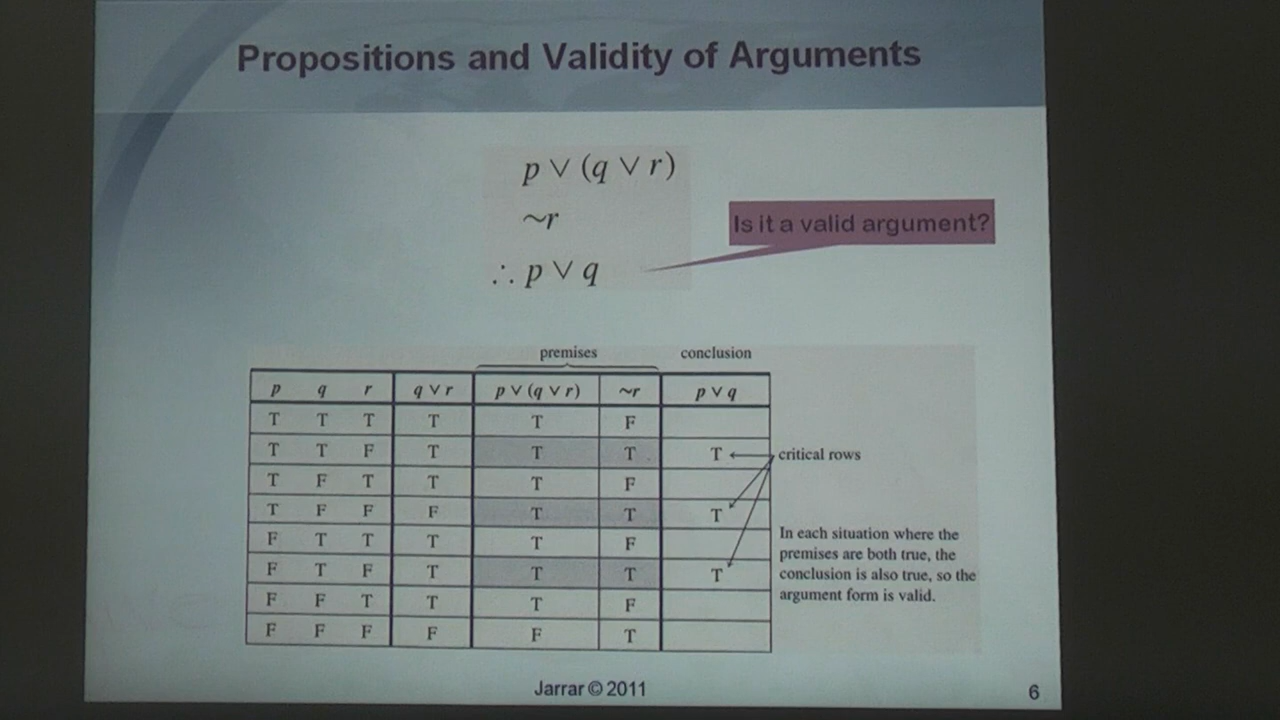 Propositions and Validity of Arguments
p ∨ (q ∨ r)
~r
∴ p ∨ q
Is it a valid argument?
premises conclusion
p q r q ∨ r p ∨ (q ∨ r) ~r p ∨ q
T T T T T F
T T F T T T T
T F T T T F
T F F F T T T
F T T T T F
F T F T T T T
F F T T T F
F F F F F T
critical rows
In each situation where the
premises are both true, the
conclusion is also true, so the
argument form is valid.
Jarrar © 2011
6